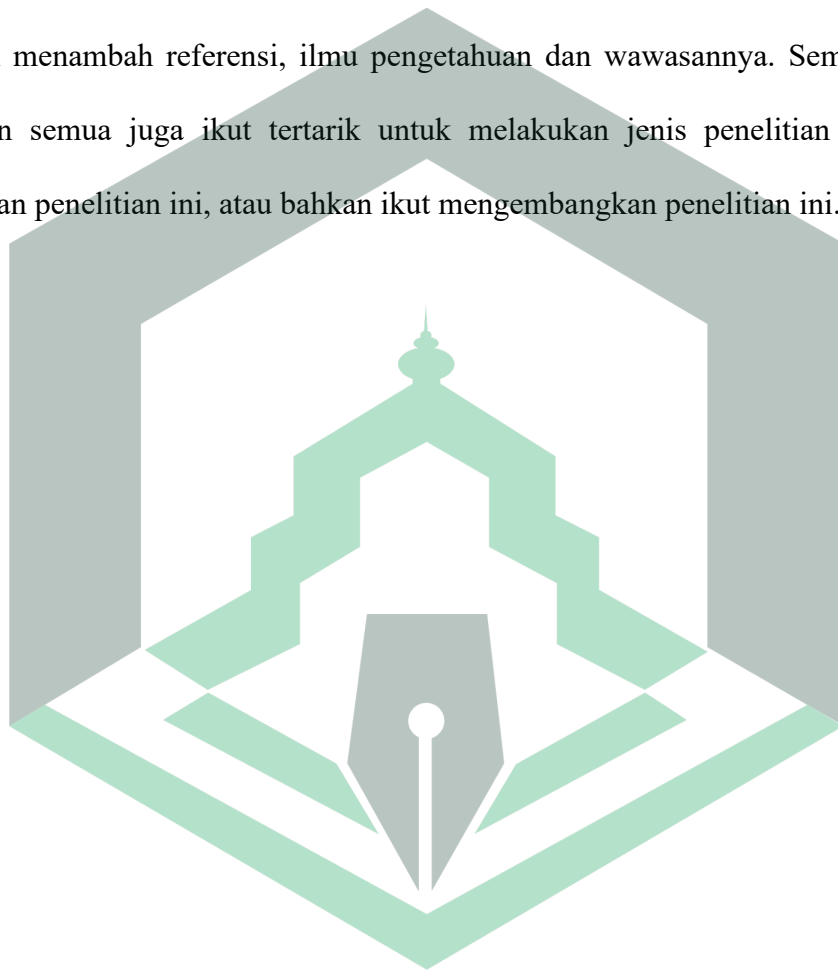 menambah referensi, ilmu pengetahuan dan wawasannya. Sem
n semua juga ikut tertarik untuk melakukan jenis penelitian
an penelitian ini, atau bahkan ikut mengembangkan penelitian ini.